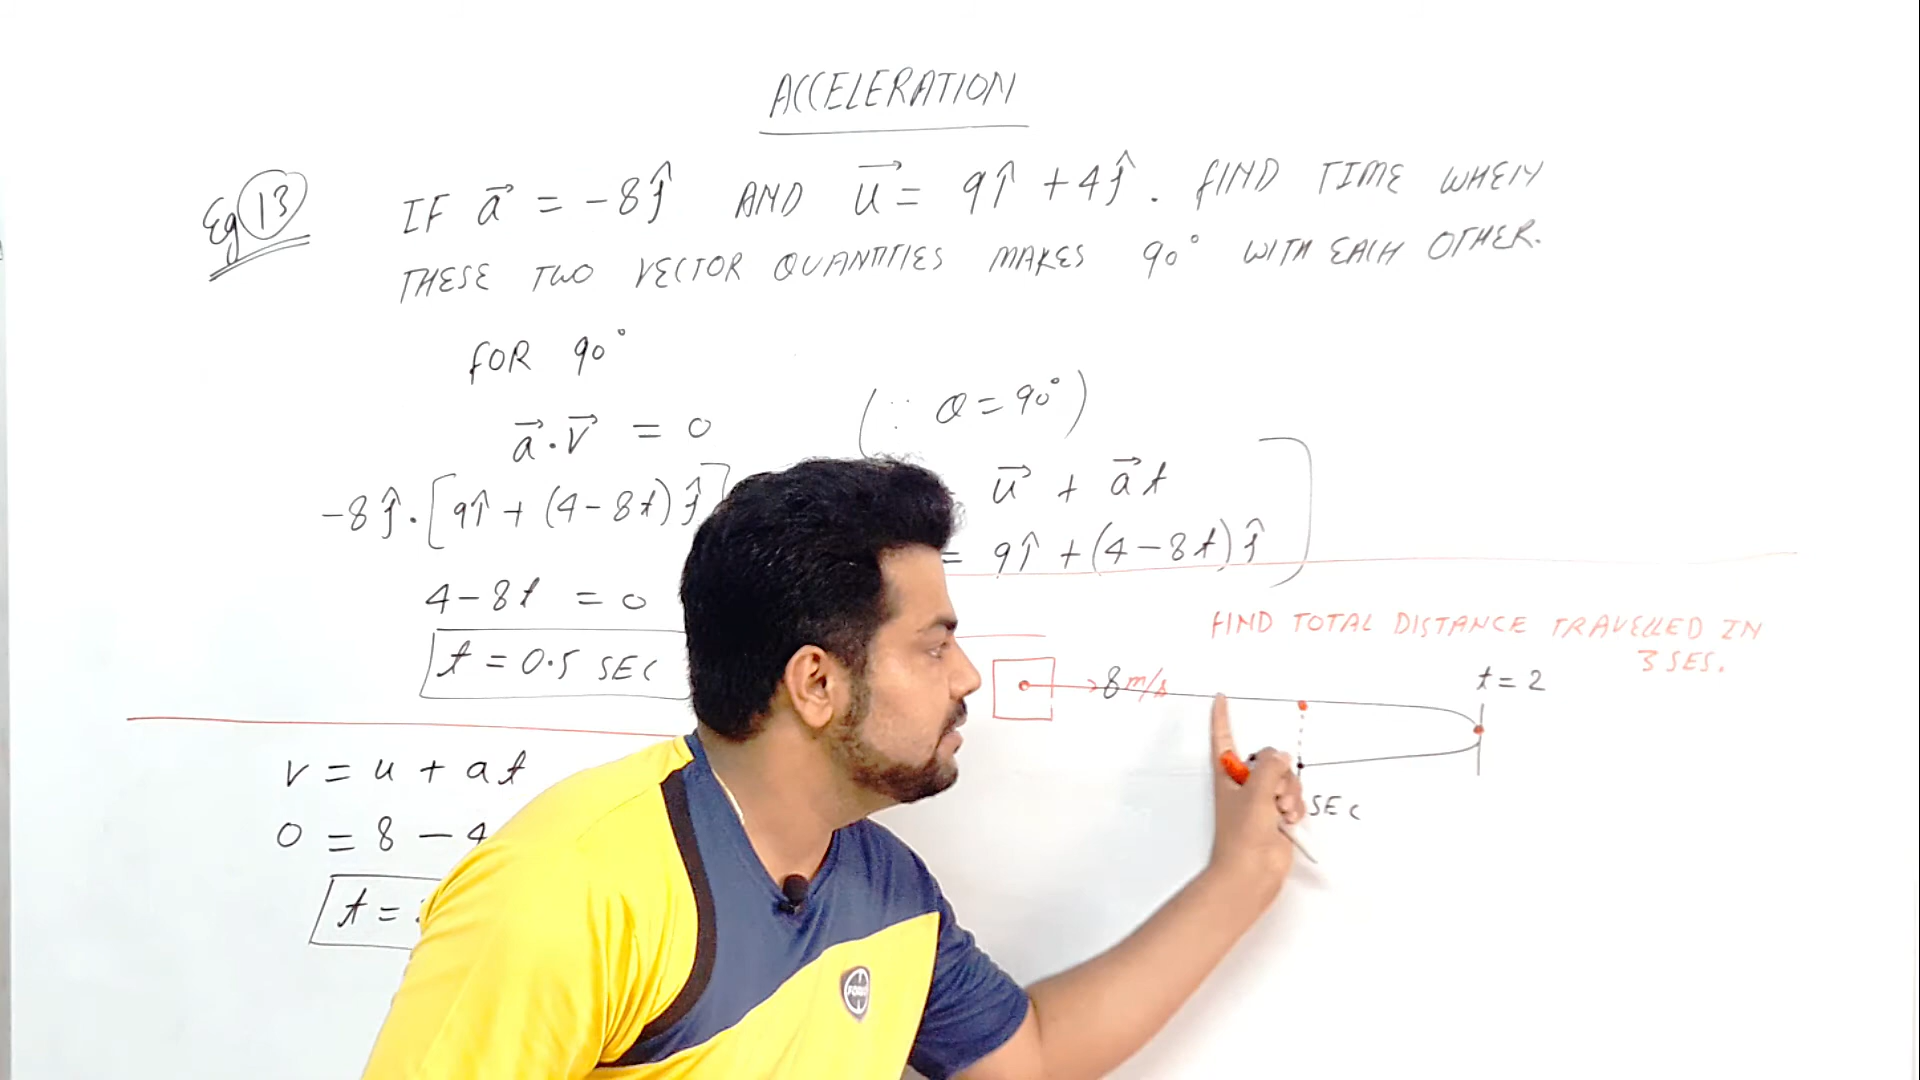 ACCELERATION
Eg 13
IF a⃗ = -8ĵ AND u⃗ = 9î + 4ĵ. FIND TIME WHEN
THESE TWO VECTOR QUANTITIES MAKES 90° WITH EACH OTHER.
FOR 90°
a⃗ . v⃗ = 0 (∵ θ = 90°)
-8ĵ . [9î + (4-8t)ĵ]
= u⃗ + a⃗t
= 9î + (4-8t)ĵ
4-8t = 0
t = 0.5 SEC
FIND TOTAL DISTANCE TRAVELLED IN
3 SES.
8 m/s
t = 2
SEC
v = u + at
0 = 8 - 4
t =